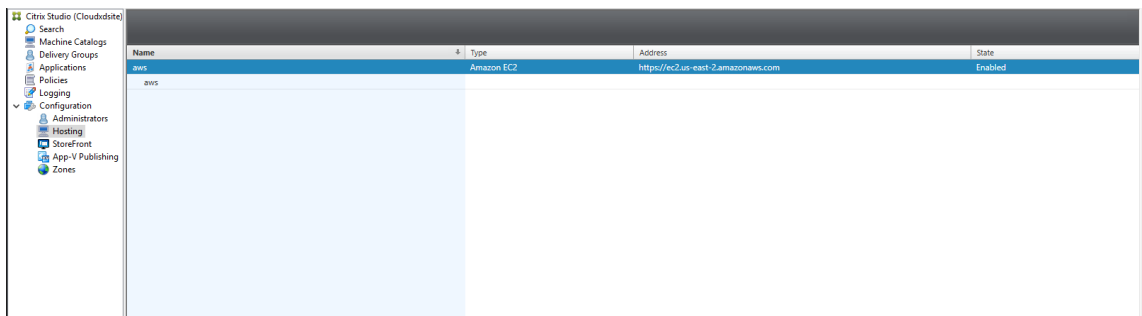 Citrix Studio (Cloudxdsite)
Search
Machine Catalogs
Delivery Groups
Applications
Policies
Logging
Configuration
Administrators
Hosting
StoreFront
App-V Publishing
Zones
Name Type Address State
aws Amazon EC2 https://ec2.us-east-2.amazonaws.com Enabled
aws